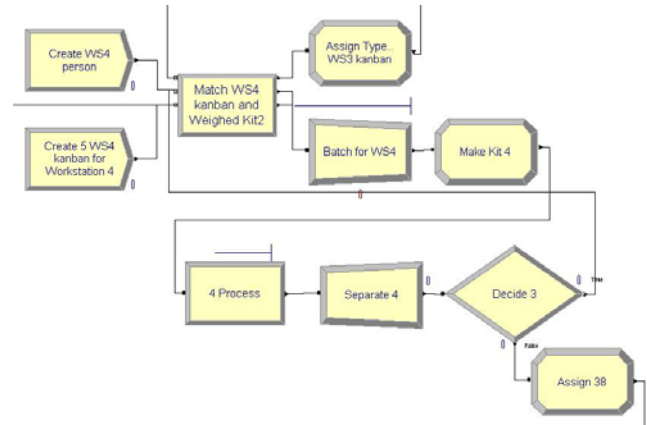 Create WS4
person
Assign Type..
WS3 kanban
Match WS4
kanban and
Weighed Kit2
Create 5 WS4
kanban for
Workstation 4
Batch for WS4
Make Kit 4
0
0
0
4 Process
Separate 4
0
Decide 3
0
True
0
False
Assign 38